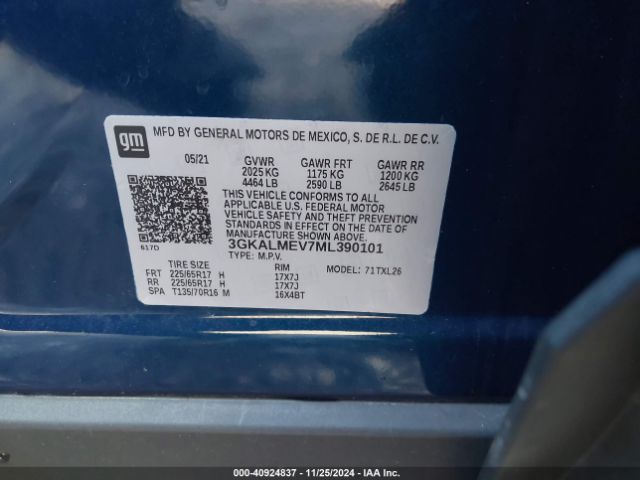 gm
MFD BY GENERAL MOTORS DE MEXICO, S. DE R.L. DE C.V.
05/21 GVWR GAWR FRT GAWR RR
2025 KG 1175 KG 1200 KG
4464 LB 2590 LB 2645 LB
THIS VEHICLE CONFORMS TO ALL
APPLICABLE U.S. FEDERAL MOTOR
VEHICLE SAFETY AND THEFT PREVENTION
STANDARDS IN EFFECT ON THE DATE OF
MANUFACTURE SHOWN ABOVE.
617D
3GKALMEV7ML390101
TYPE: M.P.V.
TIRE SIZE RIM MODEL: 71TXL26
FRT 225/65R17 H 17X7J
RR 225/65R17 H 17X7J
SPA T135/70R16 M 16X4BT
000-40924837 - 11/25/2024 - IAA Inc.